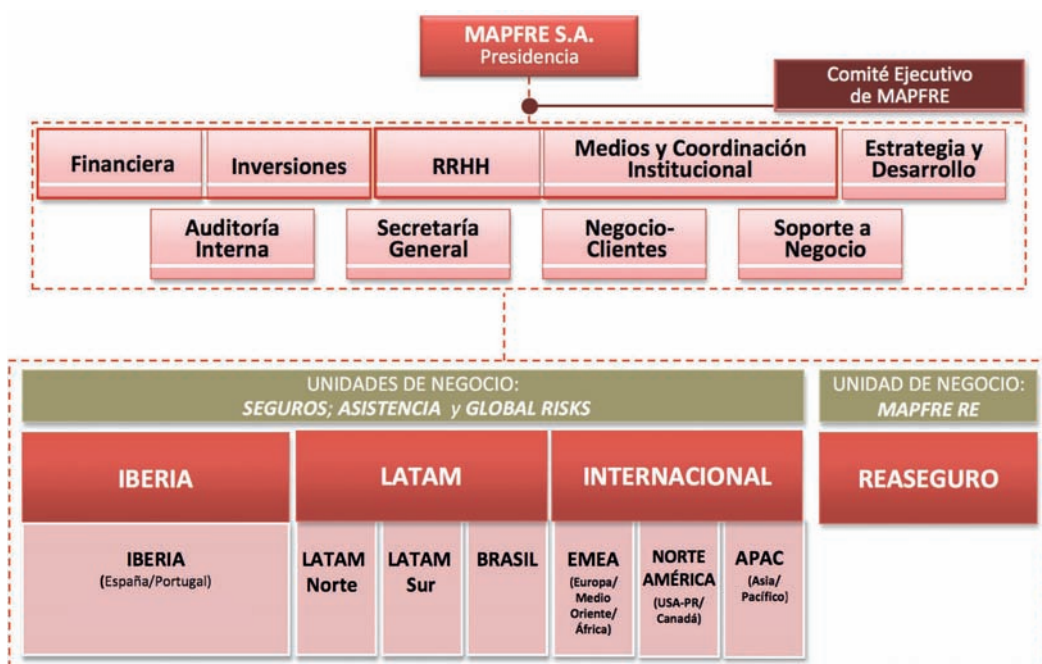 MAPFRE S.A.
Presidencia
Comité Ejecutivo
de MAPFRE
Financiera
Inversiones
RRHH
Medios y Coordinación
Institucional
Estrategia y
Desarrollo
Auditoría
Interna
Secretaría
General
Negocio-
Clientes
Soporte a
Negocio
UNIDADES DE NEGOCIO:
SEGUROS; ASISTENCIA y GLOBAL RISKS
UNIDAD DE NEGOCIO:
MAPFRE RE
IBERIA
LATAM
INTERNACIONAL
REASEGURO
IBERIA
(España/Portugal)
LATAM
Norte
LATAM
Sur
BRASIL
EMEA
(Europa/
Medio
Oriente/
África)
NORTE
AMÉRICA
(USA-PR/
Canadá)
APAC
(Asia/
Pacífico)